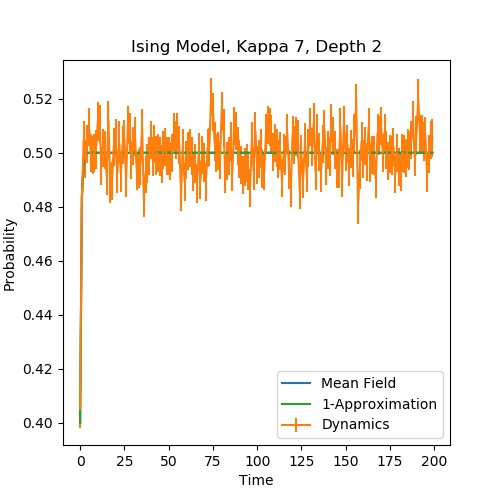 Ising Model, Kappa 7, Depth 2
0.52
0.50
0.48
0.46
0.44
0.42
0.40
Probability
Mean Field
1-Approximation
Dynamics
0 25 50 75 100 125 150 175 200
Time